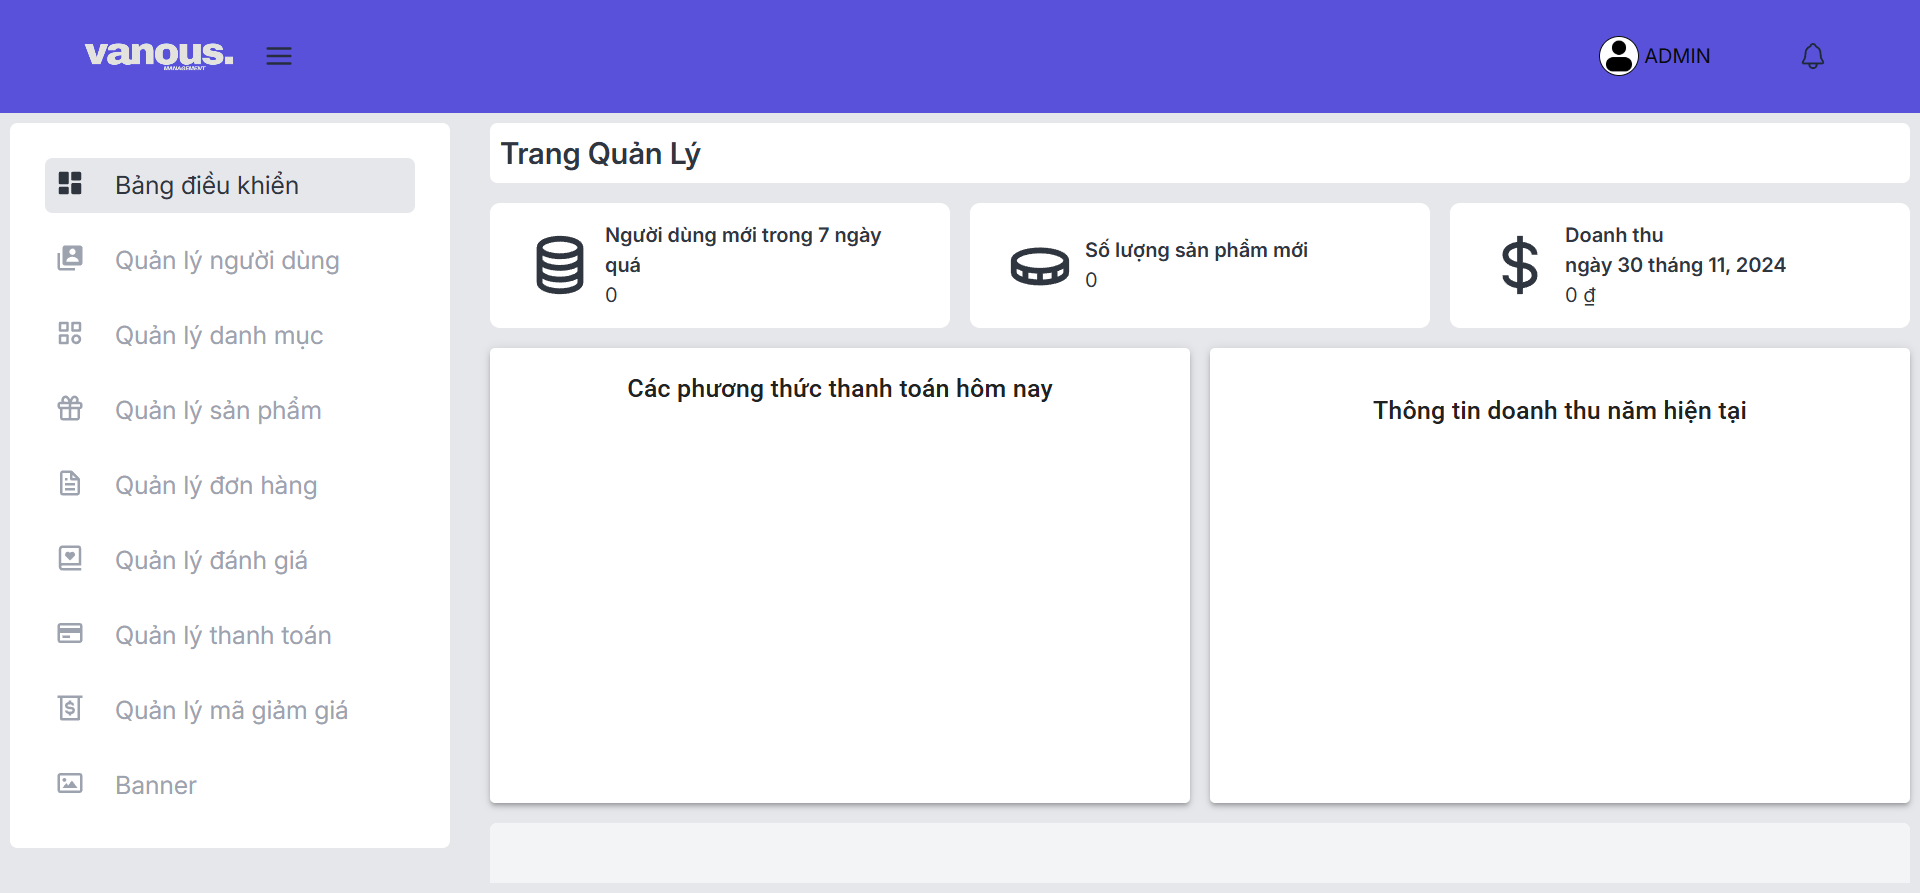 vanous.
MANAGEMENT
ADMIN
Bảng điều khiển
Quản lý người dùng
Quản lý danh mục
Quản lý sản phẩm
Quản lý đơn hàng
Quản lý đánh giá
Quản lý thanh toán
Quản lý mã giảm giá
Banner
Trang Quản Lý
Người dùng mới trong 7 ngày
quá
0
Số lượng sản phẩm mới
0
Doanh thu
ngày 30 tháng 11, 2024
0 ₫
Các phương thức thanh toán hôm nay
Thông tin doanh thu năm hiện tại